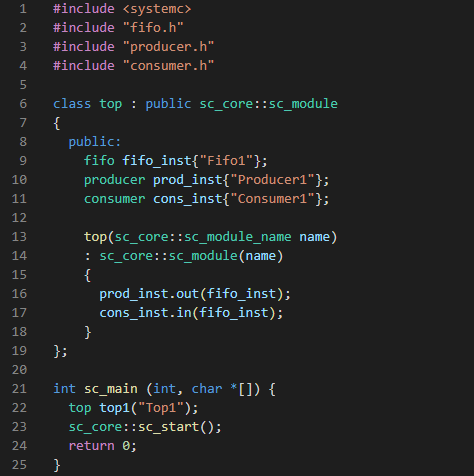 1 #include <systemc>
2 #include "fifo.h"
3 #include "producer.h"
4 #include "consumer.h"
5
6 class top : public sc_core::sc_module
7 {
8   public:
9     fifo fifo_inst{"Fifo1"};
10     producer prod_inst{"Producer1"};
11     consumer cons_inst{"Consumer1"};
12
13     top(sc_core::sc_module_name name)
14     : sc_core::sc_module(name)
15     {
16       prod_inst.out(fifo_inst);
17       cons_inst.in(fifo_inst);
18     }
19 };
20
21 int sc_main (int, char *[]) {
22   top top1("Top1");
23   sc_core::sc_start();
24   return 0;
25 }